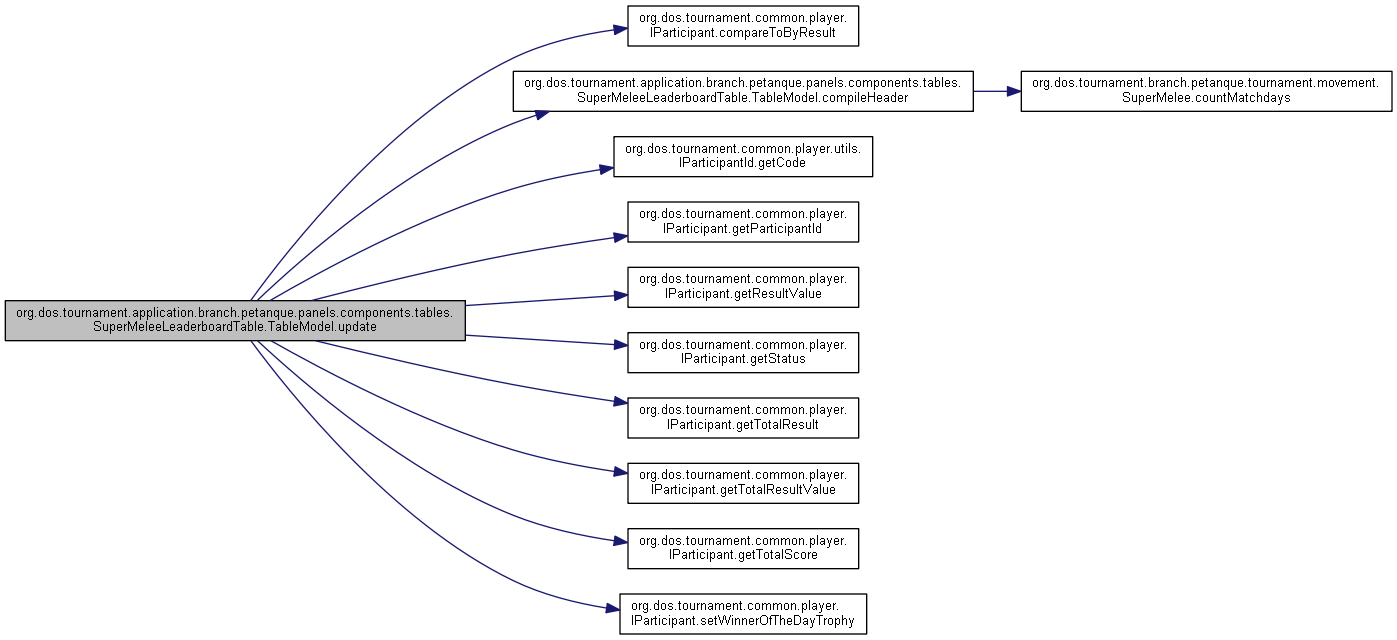 org.dos.tournament.common.player.
IParticipant.compareToByResult
org.dos.tournament.application.branch.petanque.panels.components.tables.
SuperMeleeLeaderboardTable.TableModel.compileHeader
org.dos.tournament.branch.petanque.tournament.movement.
SuperMelee.countMatchdays
org.dos.tournament.common.player.utils.
IParticipantId.getCode
org.dos.tournament.common.player.
IParticipant.getParticipantId
org.dos.tournament.common.player.
IParticipant.getResultValue
org.dos.tournament.application.branch.petanque.panels.components.tables.
SuperMeleeLeaderboardTable.TableModel.update
org.dos.tournament.common.player.
IParticipant.getStatus
org.dos.tournament.common.player.
IParticipant.getTotalResult
org.dos.tournament.common.player.
IParticipant.getTotalResultValue
org.dos.tournament.common.player.
IParticipant.getTotalScore
org.dos.tournament.common.player.
IParticipant.setWinnerOfTheDayTrophy